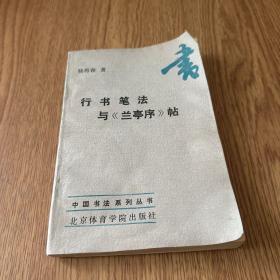 书
著
行书笔法
与《兰亭序》帖
中国书法系列丛书
北京体育学院出版社